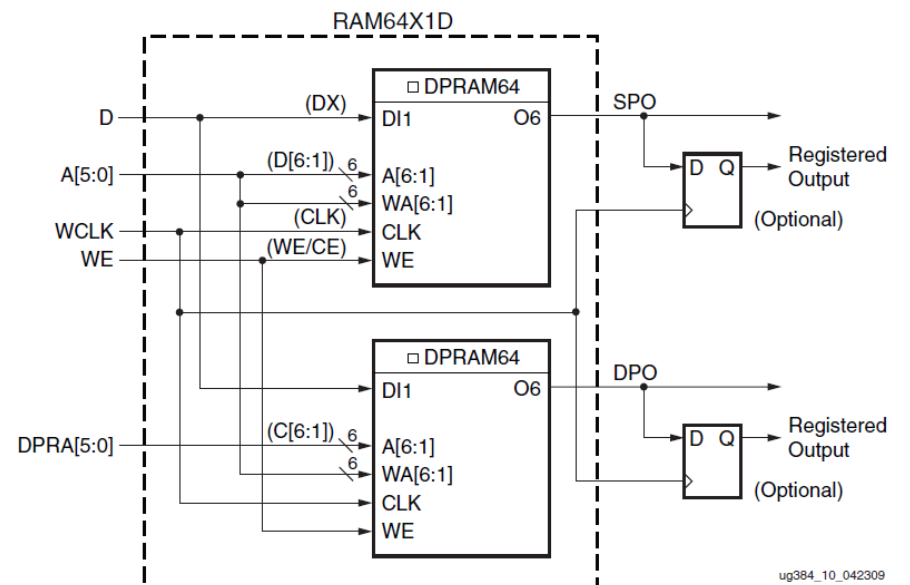 RAM64X1D
DPRAM64
D
(DX)
DI1
O6
SPO
A[5:0]
(D[6:1])
6
A[6:1]
6
WA[6:1]
WCLK
(CLK)
CLK
WE
(WE/CE)
WE
D Q
Registered
Output
(Optional)
DPRAM64
DI1
O6
DPO
DPRA[5:0]
(C[6:1])
6
A[6:1]
6
WA[6:1]
CLK
WE
D Q
Registered
Output
(Optional)
ug384_10_042309